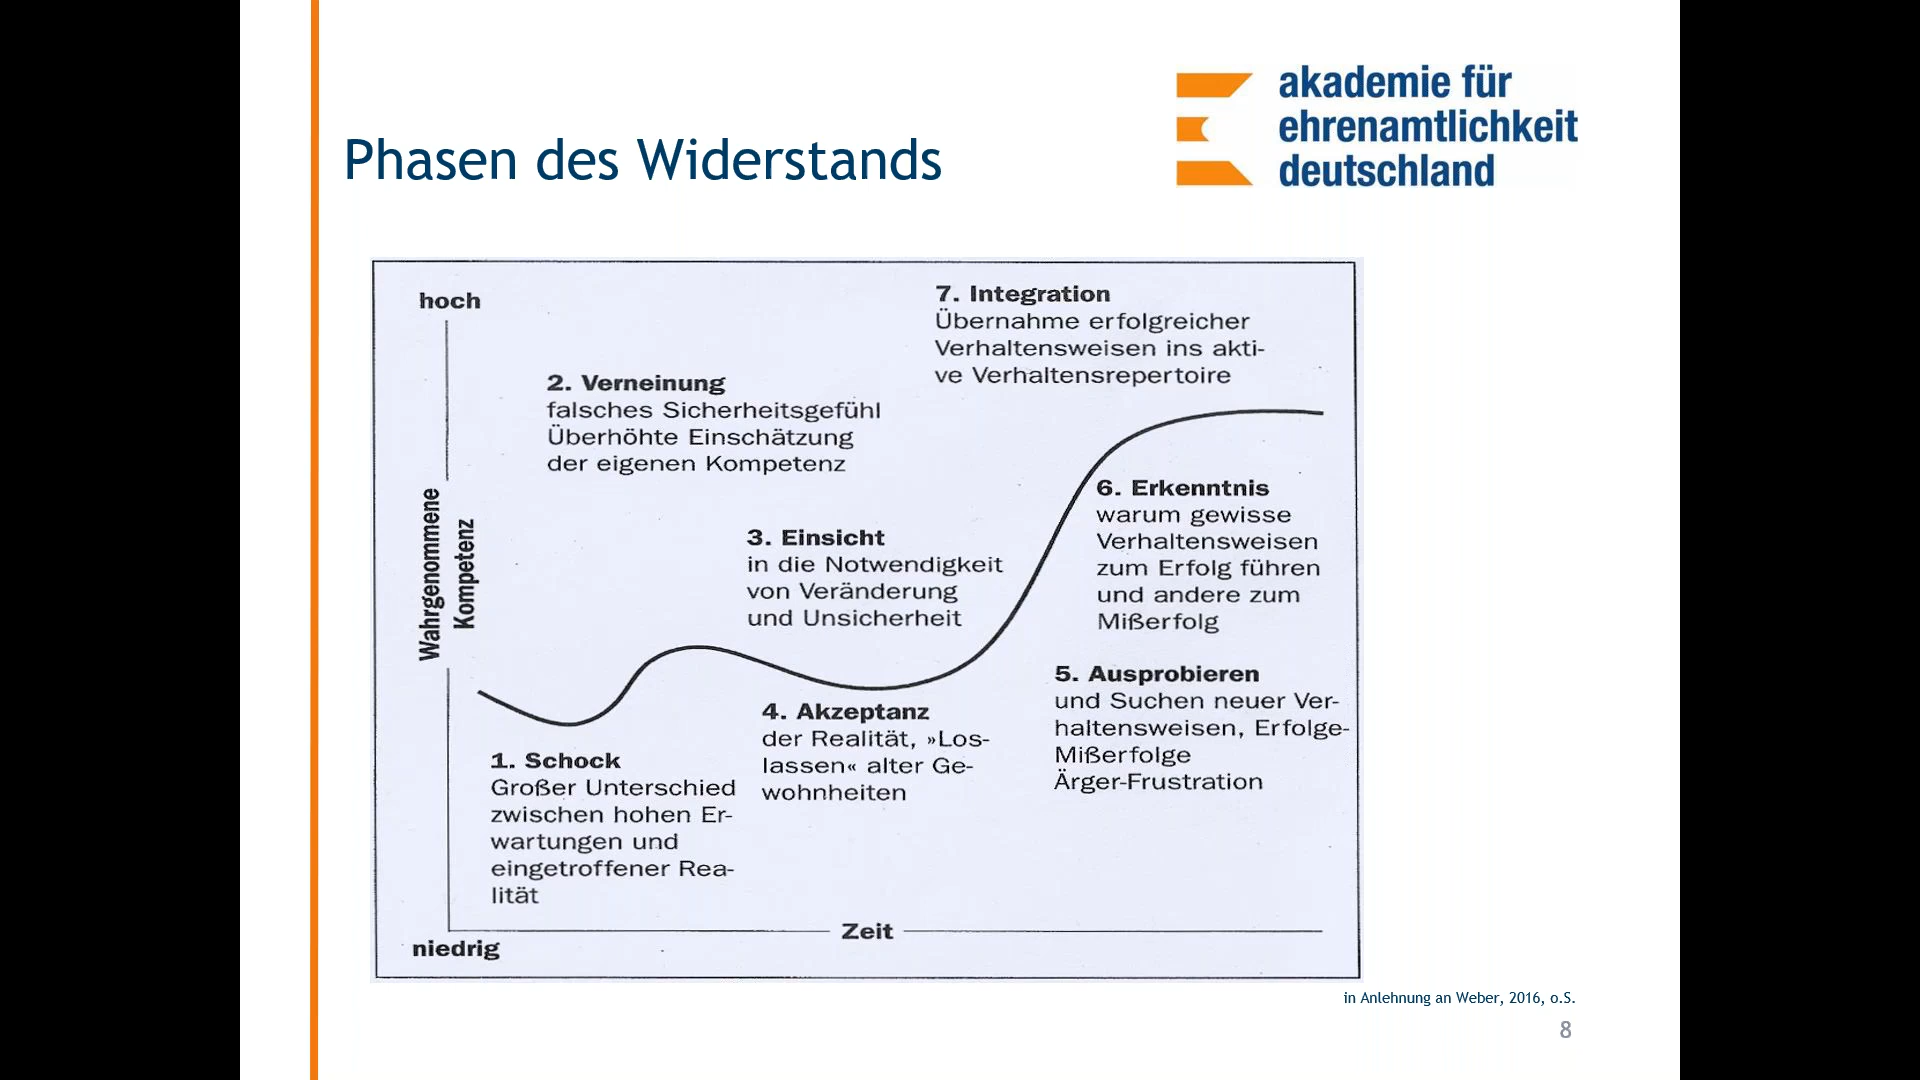 akademie für
ehrenamtlichkeit
deutschland
Phasen des Widerstands
hoch
Wahrgenommene
Kompetenz
niedrig
Zeit
1. Schock
Großer Unterschied
zwischen hohen Er-
wartungen und
eingetroffener Rea-
lität
2. Verneinung
falsches Sicherheitsgefühl
Überhöhte Einschätzung
der eigenen Kompetenz
3. Einsicht
in die Notwendigkeit
von Veränderung
und Unsicherheit
4. Akzeptanz
der Realität, »Los-
lassen« alter Ge-
wohnheiten
5. Ausprobieren
und Suchen neuer Ver-
haltensweisen, Erfolge-
Mißerfolge
Ärger-Frustration
6. Erkenntnis
warum gewisse
Verhaltensweisen
zum Erfolg führen
und andere zum
Mißerfolg
7. Integration
Übernahme erfolgreicher
Verhaltensweisen ins akti-
ve Verhaltensrepertoire
in Anlehnung an Weber, 2016, o.S.
8